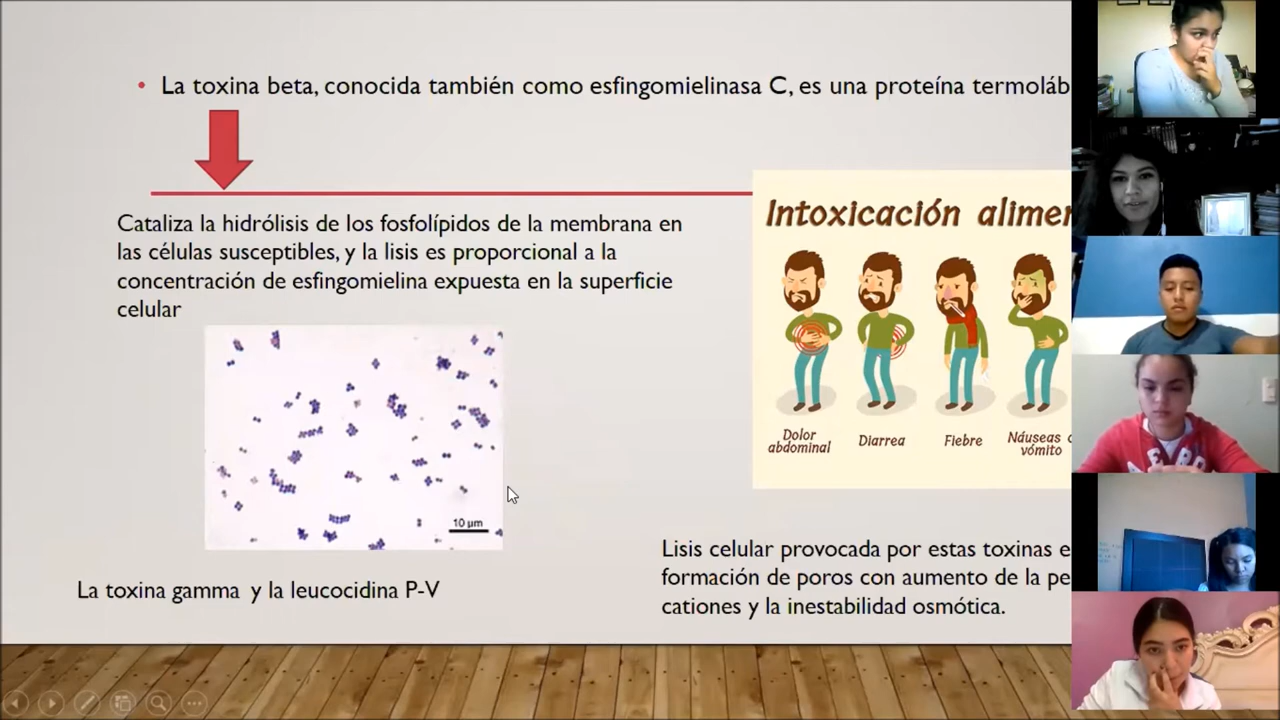 La toxina beta, conocida también como esfingomielinasa C, es una proteína
Cataliza la hidrólisis de los fosfolípidos de la membrana en
las células susceptibles, y la lisis es proporcional a la
concentración de esfingomielina expuesta en la superficie
celular
Intoxicación
Dolor
abdominal
Diarrea
Fiebre
Náuseas
vómito
10 µm
La toxina gamma y la leucocidina P-V
Lisis celular provocada por estas toxinas
formación de poros con aumento de la
cationes y la inestabilidad osmótica.